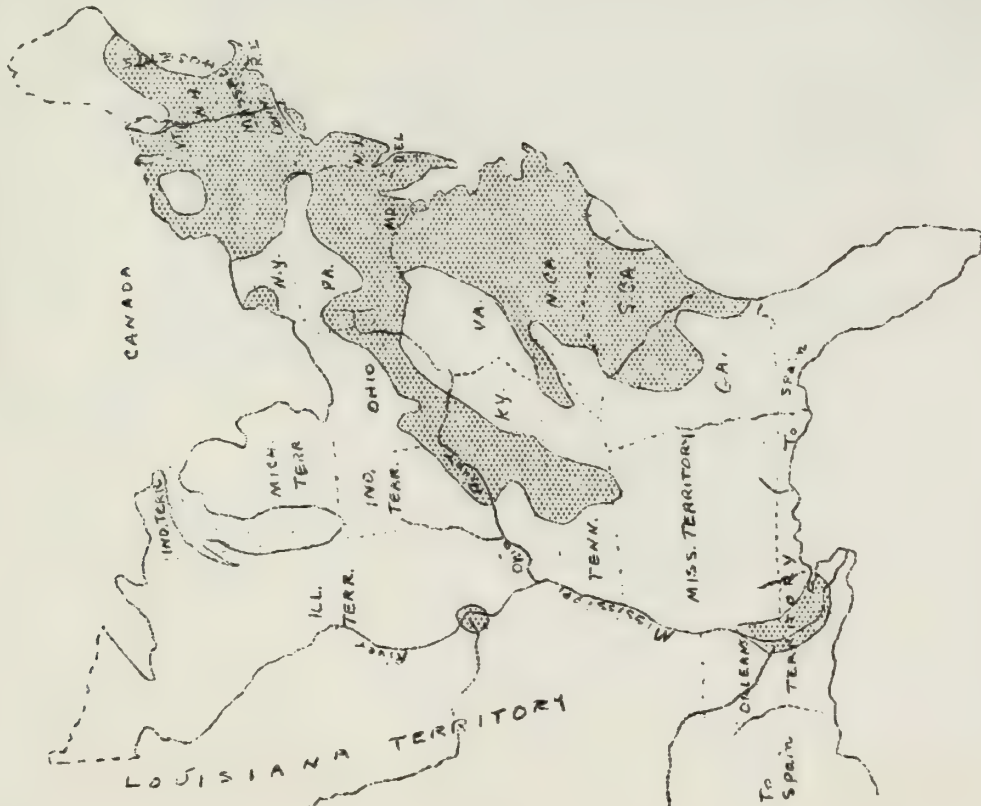 CANADA
VT.
N.H.
N.Y.
PA.
N.J.
DEL
MD.
VA.
N.CA
S.CA.
GA.
OHIO
KY.
IND. TERR.
MICH.
TERR
IND.
TERR.
ILL.
TERR.
TENN.
MISS. TERRITORY
River
Mississippi
ORLEANS
TERRITORY
To Spain
LOUISIANA TERRITORY
To
Spain